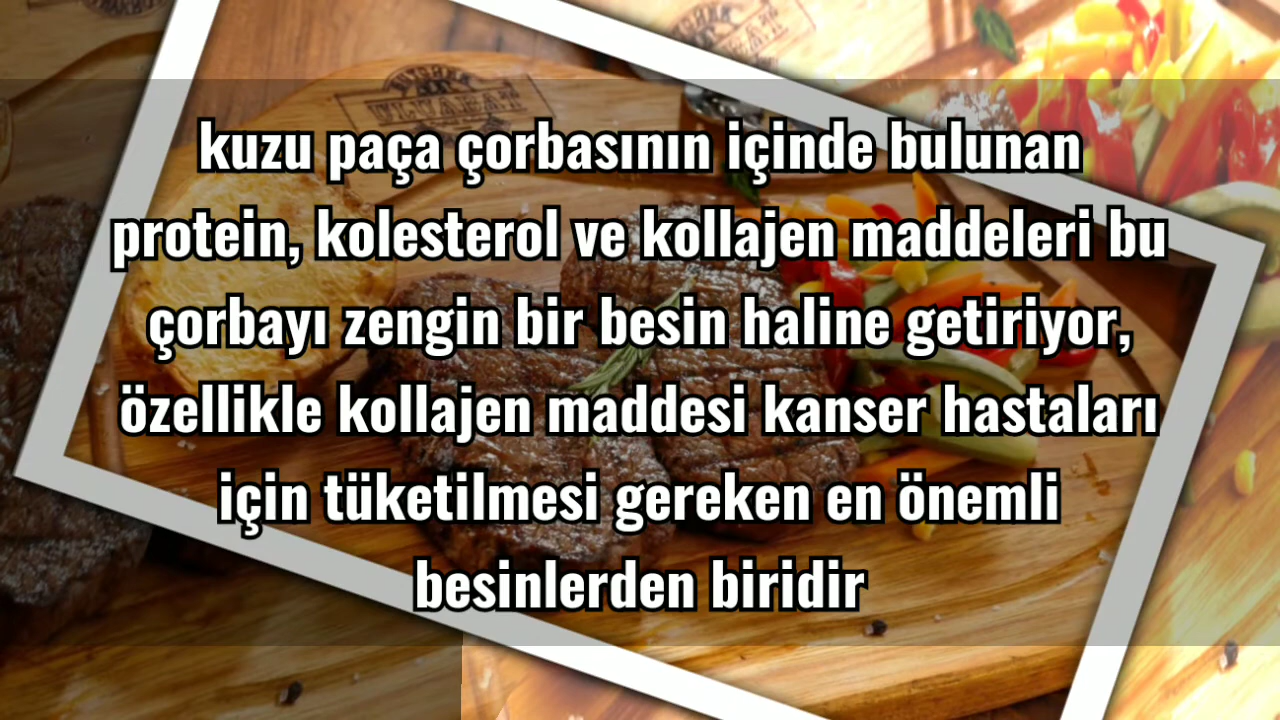 kuzu paça çorbasının içinde bulunan
protein, kolesterol ve kollajen maddeleri bu
çorbayı zengin bir besin haline getiriyor,
özellikle kollajen maddesi kanser hastaları
için tüketilmesi gereken en önemli
besinlerden biridir